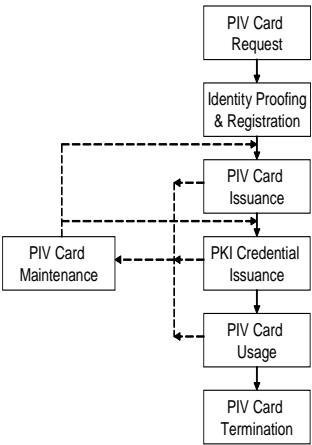 PIV Card
Request
Identity Proofing
& Registration
PIV Card
Issuance
PIV Card
Maintenance
PKI Credential
Issuance
PIV Card
Usage
PIV Card
Termination